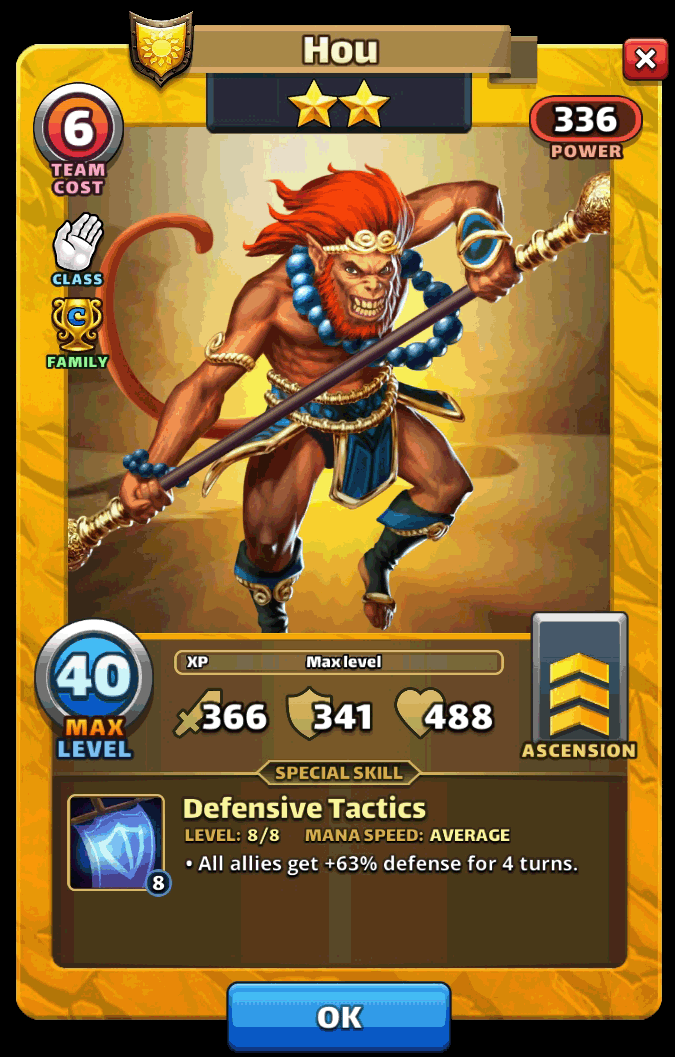 Hou
6
TEAM
COST
336
POWER
CLASS
C
FAMILY
40
MAX
LEVEL
XP Max level
366 341 488
ASCENSION
SPECIAL SKILL
Defensive Tactics
LEVEL: 8/8 MANA SPEED: AVERAGE
• All allies get +63% defense for 4 turns.
8
OK